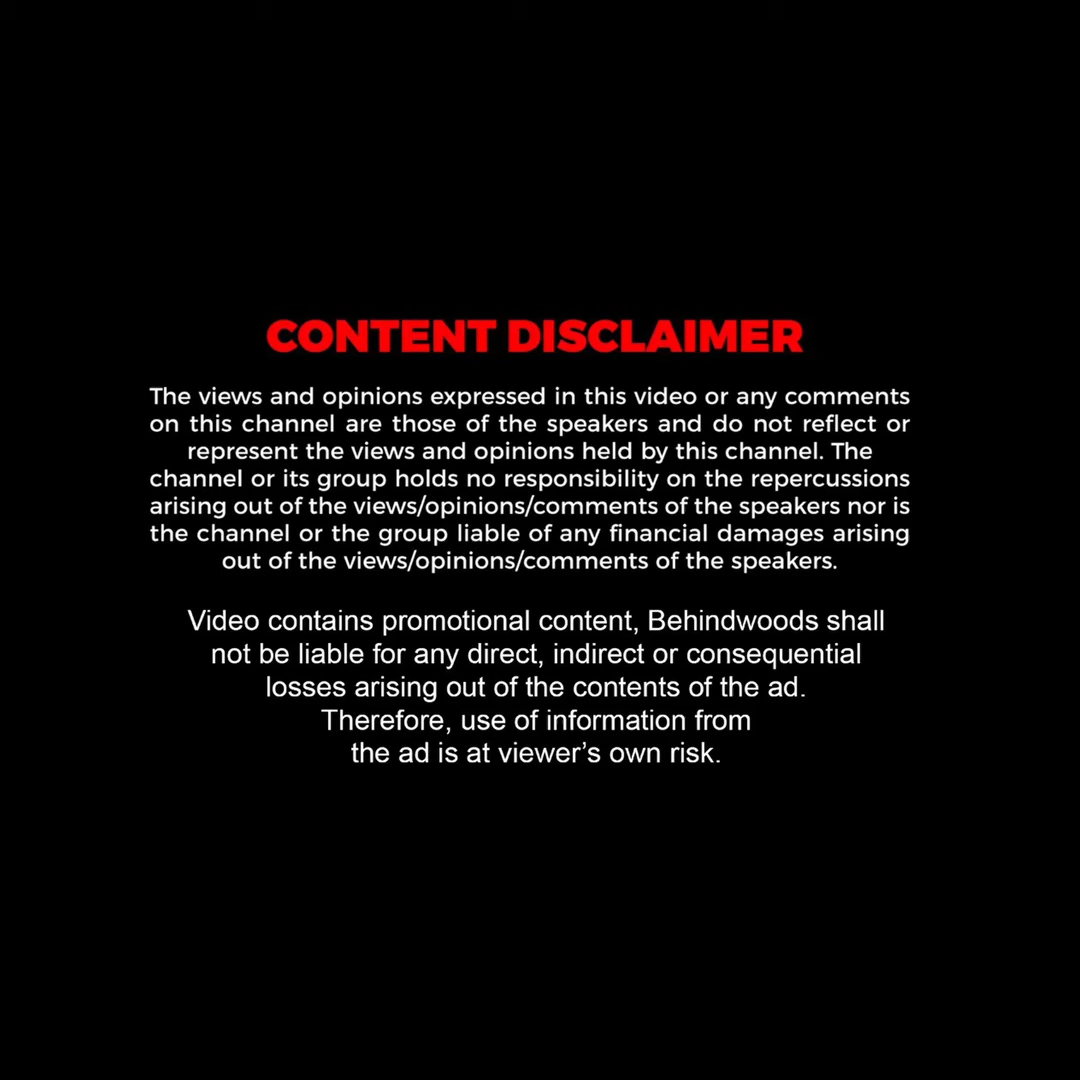 CONTENT DISCLAIMER
The views and opinions expressed in this video or any comments
on this channel are those of the speakers and do not reflect or
represent the views and opinions held by this channel. The
channel or its group holds no responsibility on the repercussions
arising out of the views/opinions/comments of the speakers nor is
the channel or the group liable of any financial damages arising
out of the views/opinions/comments of the speakers.
Video contains promotional content, Behindwoods shall
not be liable for any direct, indirect or consequential
losses arising out of the contents of the ad.
Therefore, use of information from
the ad is at viewer’s own risk.